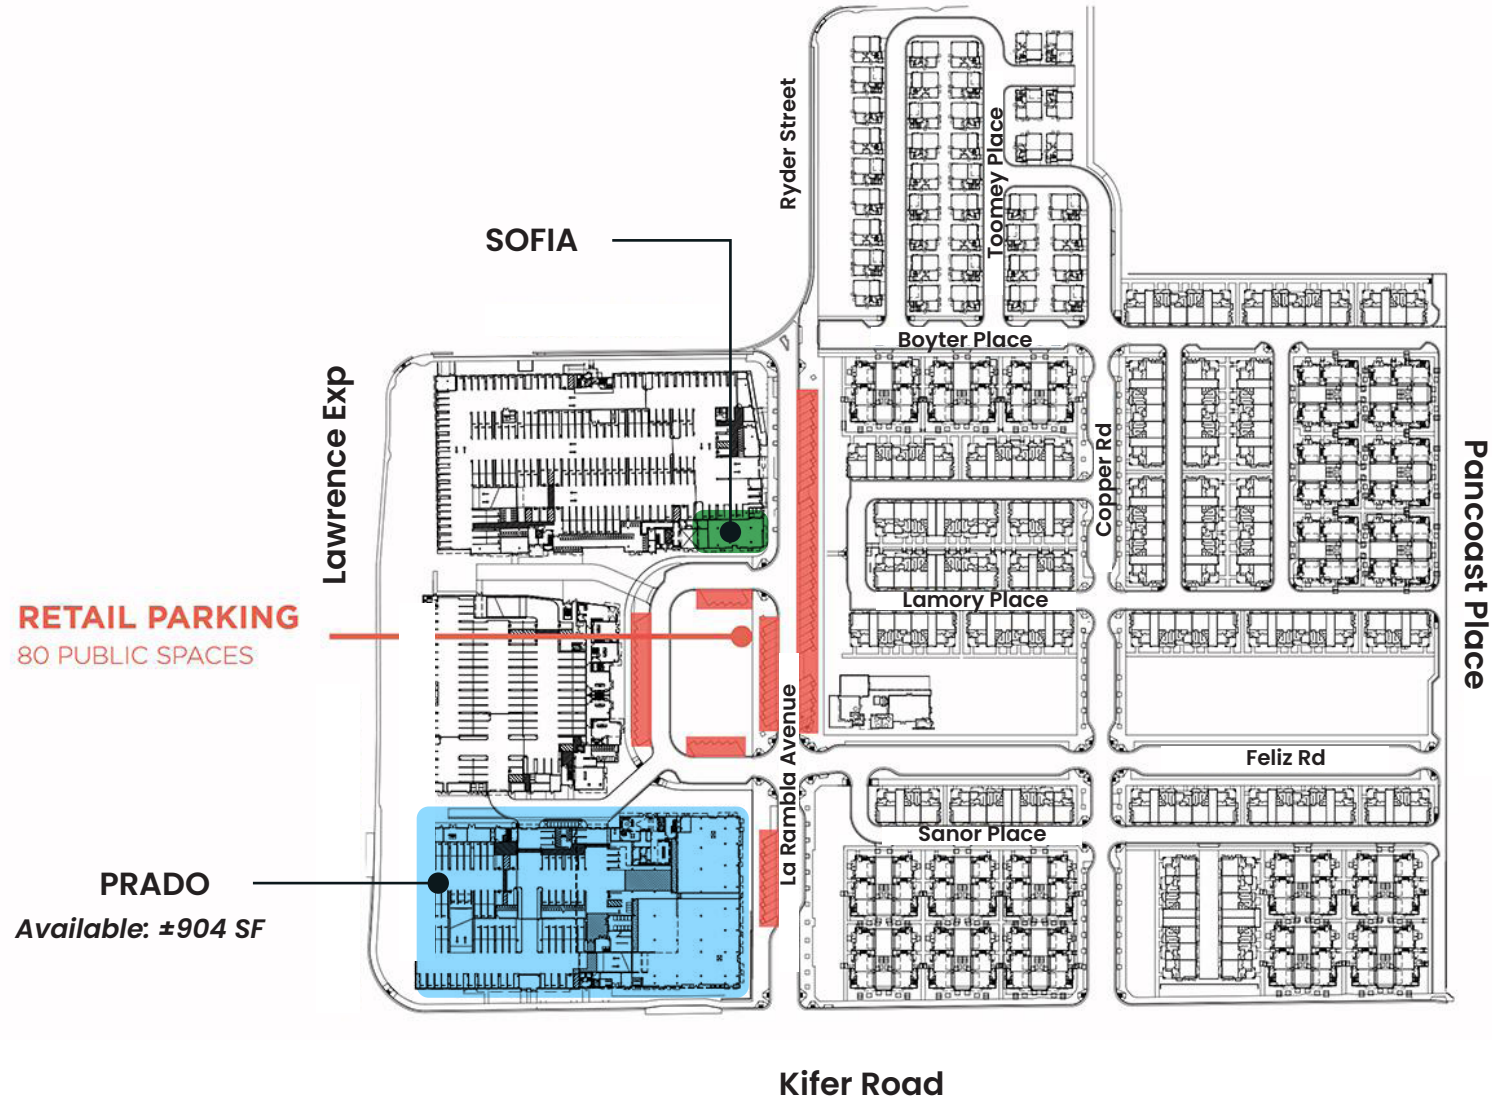 Ryder Street
Toomey Place
SOFIA
Boyter Place
Lawrence Exp
Copper Rd
Pancoast Place
Lamory Place
RETAIL PARKING
80 PUBLIC SPACES
La Rambla Avenue
Feliz Rd
Sanor Place
PRADO
Available: ±904 SF
Kifer Road